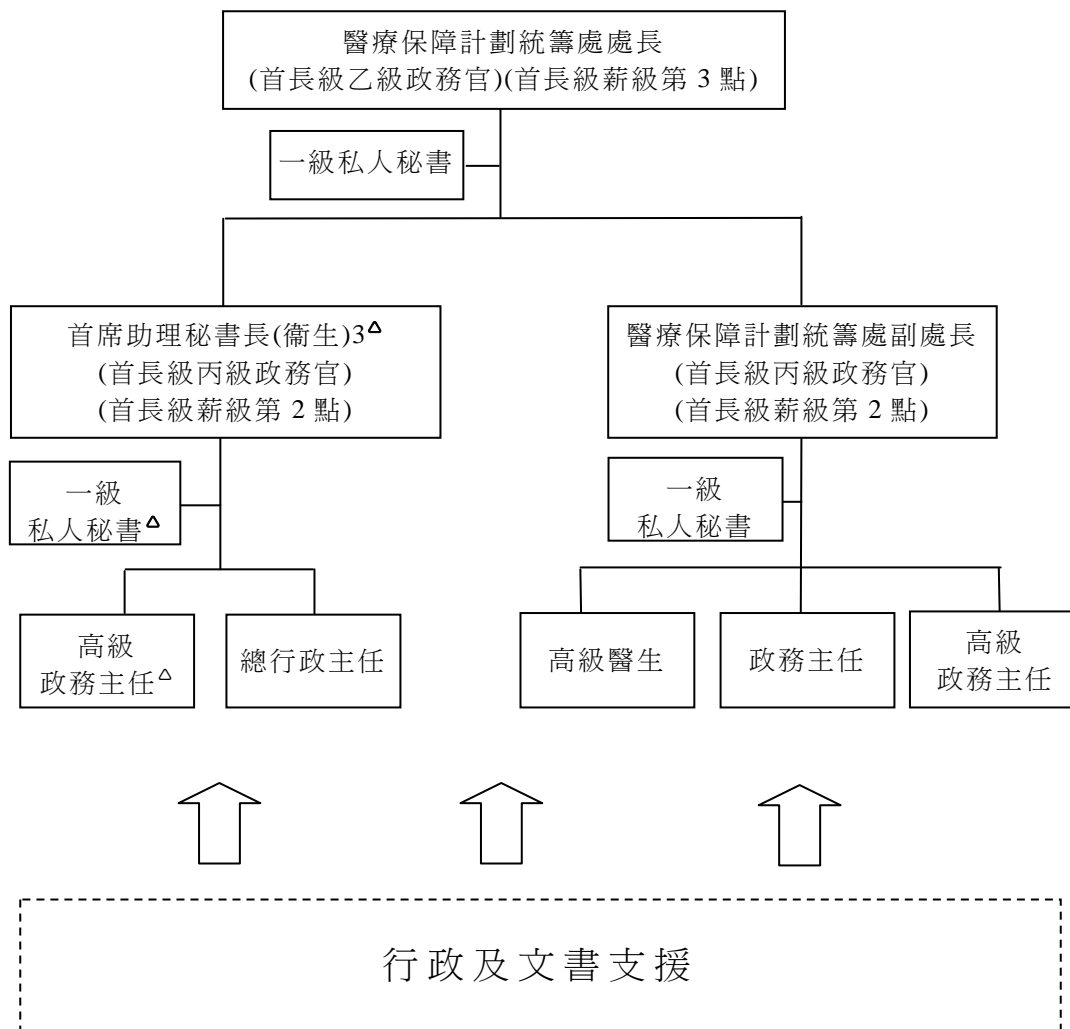 醫療保障計劃統籌處處長
(首長級乙級政務官)(首長級薪級第 3 點)
一級私人秘書
首席助理秘書長(衞生)3△
(首長級丙級政務官)
(首長級薪級第 2 點)
醫療保障計劃統籌處副處長
(首長級丙級政務官)
(首長級薪級第 2 點)
一級
私人秘書△
一級
私人秘書
高級
政務主任△
總行政主任
高級醫生
政務主任
高級
政務主任
行政及文書支援